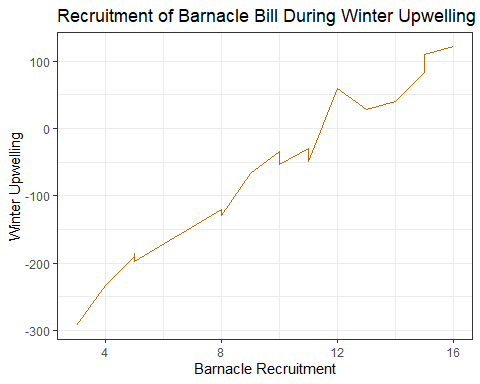 Recruitment of Barnacle Bill During Winter Upwelling
100
0
-100
-200
-300
Winter Upwelling
4 8 12 16
Barnacle Recruitment